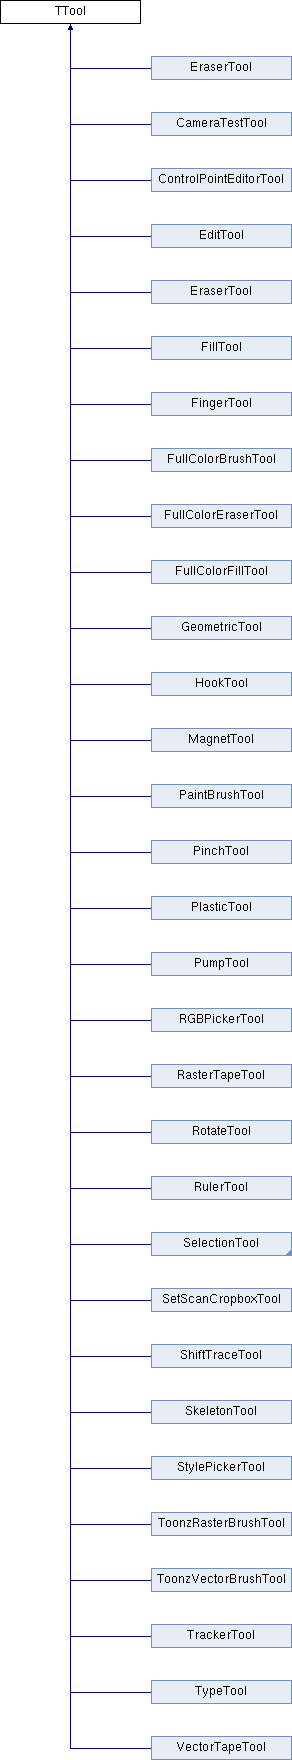 TTool
EraserTool
CameraTestTool
ControlPointEditorTool
EditTool
EraserTool
FillTool
FingerTool
FullColorBrushTool
FullColorEraserTool
FullColorFillTool
GeometricTool
HookTool
MagnetTool
PaintBrushTool
PinchTool
PlasticTool
PumpTool
RGBPickerTool
RasterTapeTool
RotateTool
RulerTool
SelectionTool
SetScanCropboxTool
ShiftTraceTool
SkeletonTool
StylePickerTool
ToonzRasterBrushTool
ToonzVectorBrushTool
TrackerTool
TypeTool
VectorTapeTool